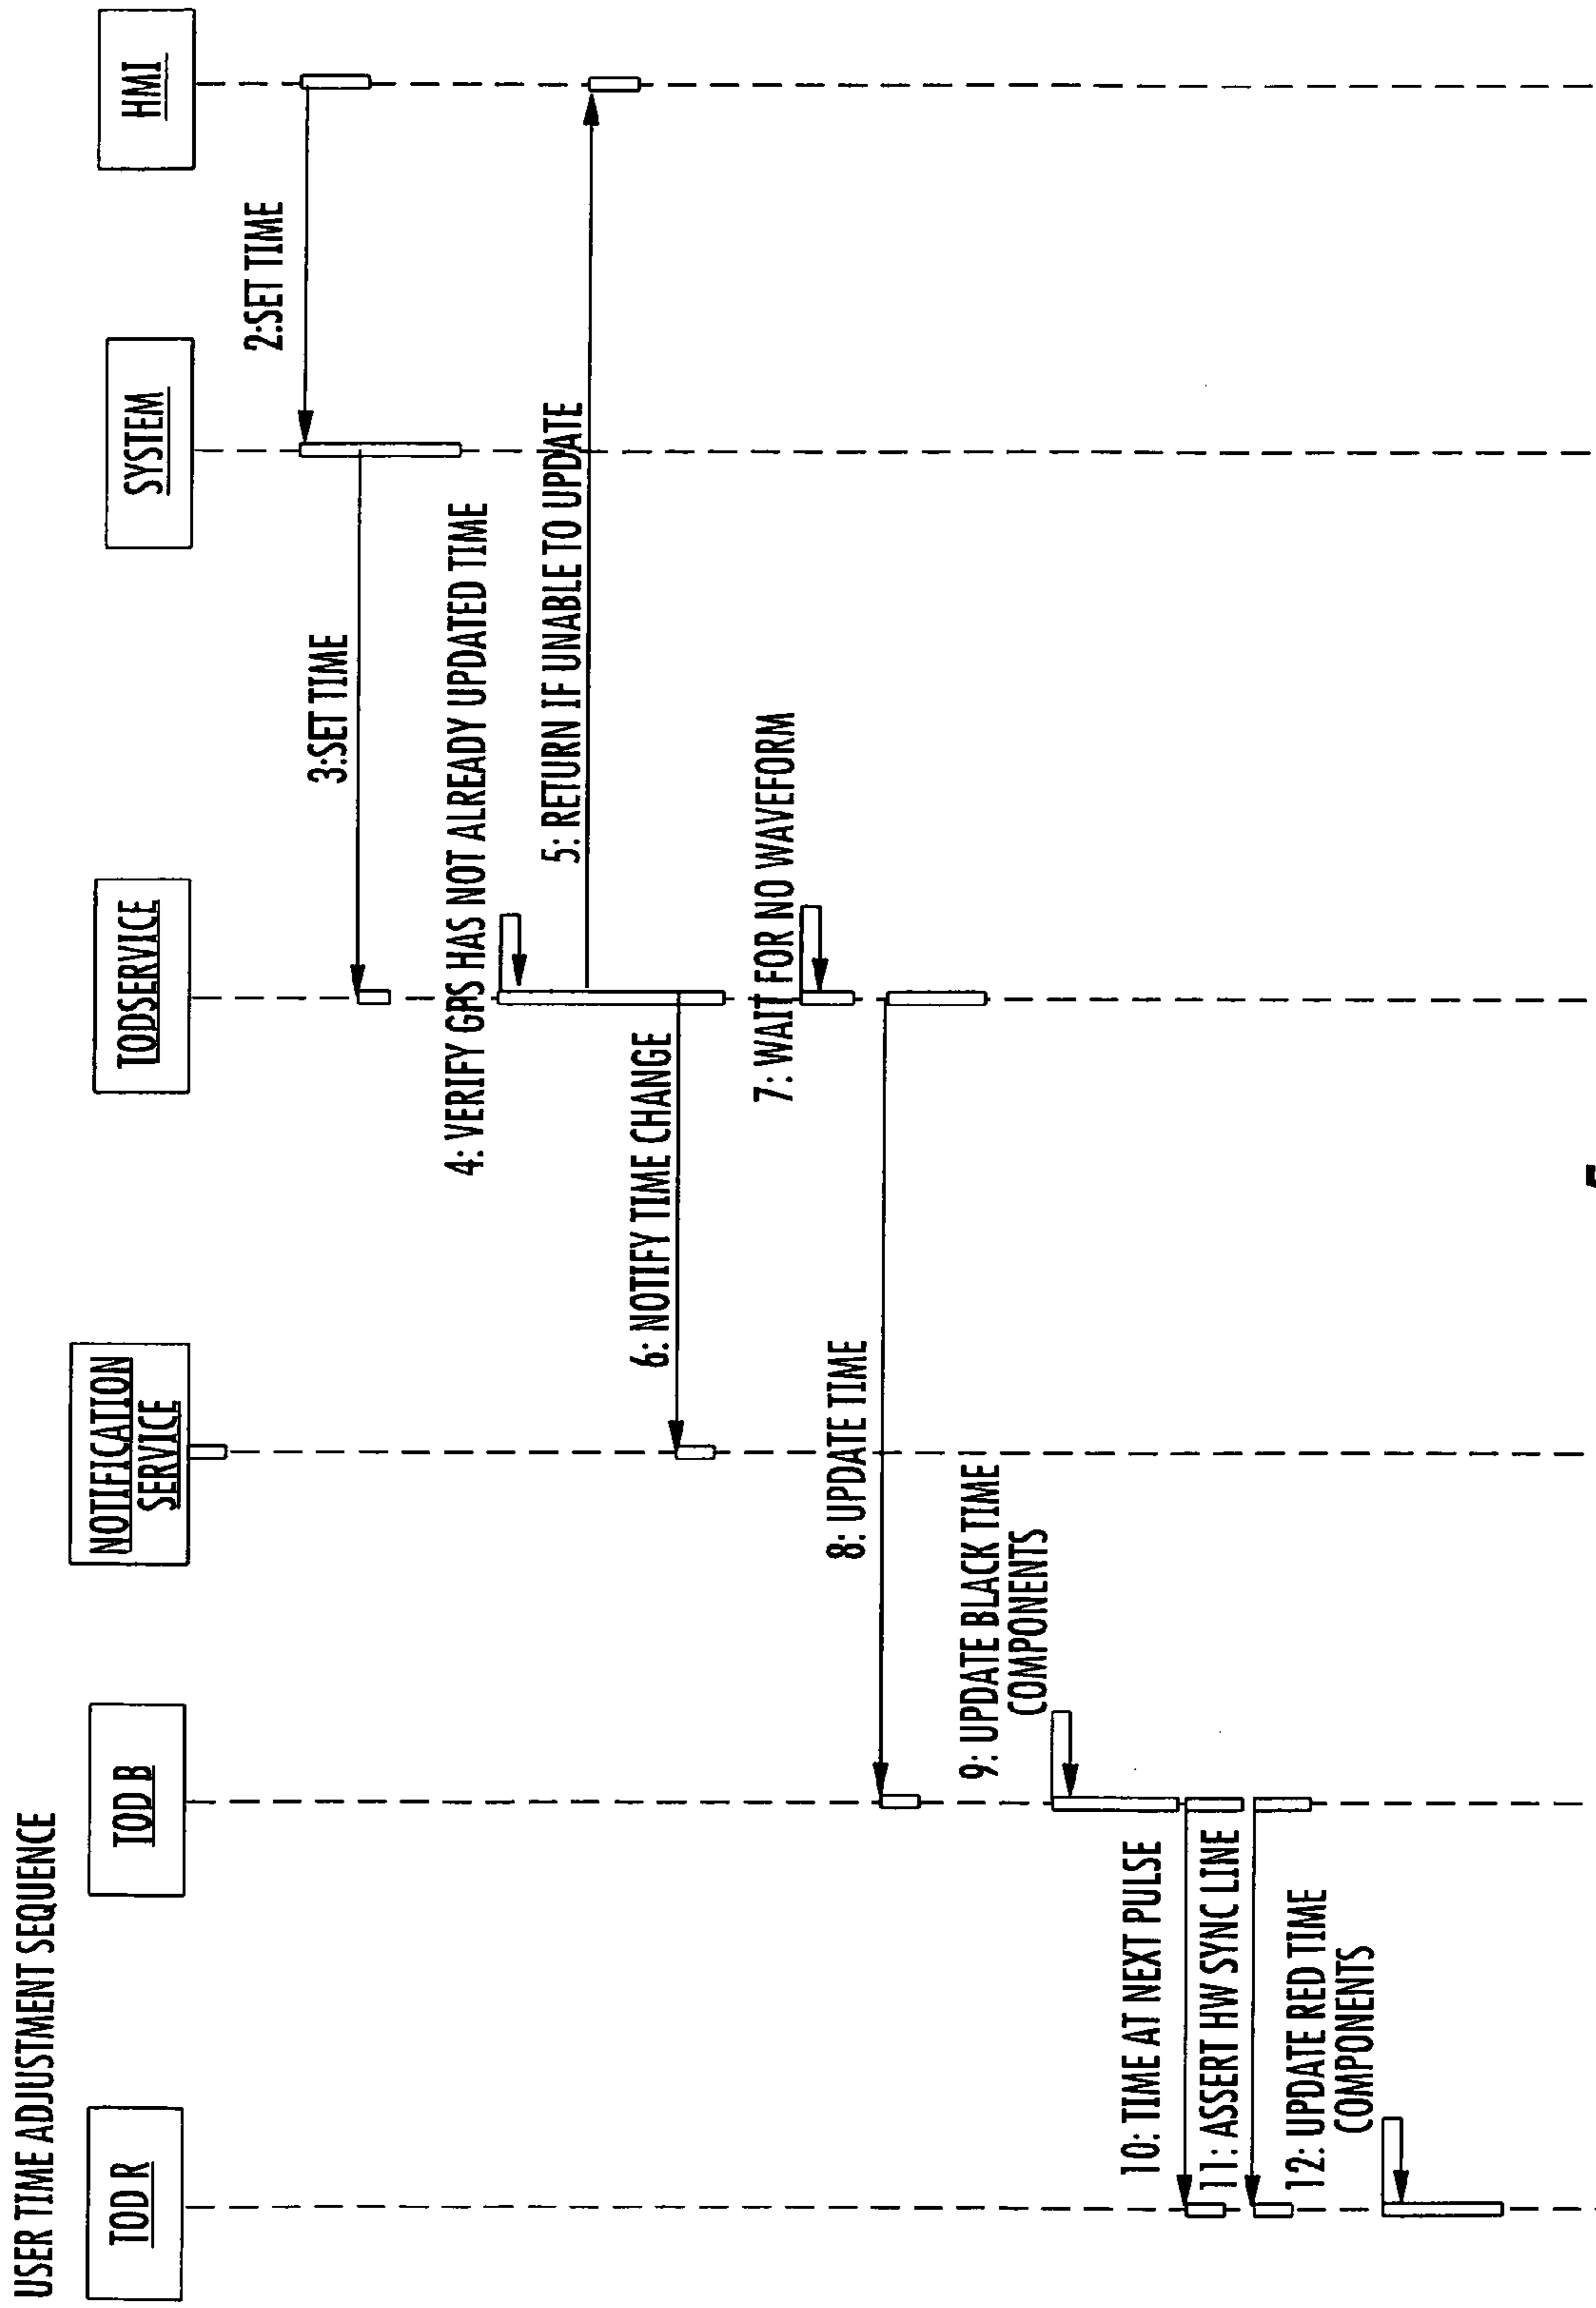 USER TIME ADJUSTMENT SEQUENCE
TOD R
TOD B
NOTIFICATION
SERVICE
TODSERVICE
SYSTEM
HMI
2:SET TIME
3:SET TIME
4: VERIFY GPS HAS NOT ALREADY UPDATED TIME
5: RETURN IF UNABLE TO UPDATE
6: NOTIFY TIME CHANGE
7: WAIT FOR NO WAVEFORM
8: UPDATE TIME
9: UPDATE BLACK TIME
COMPONENTS
10: TIME AT NEXT PULSE
11: ASSERT HW SYNC LINE
12: UPDATE RED TIME
COMPONENTS